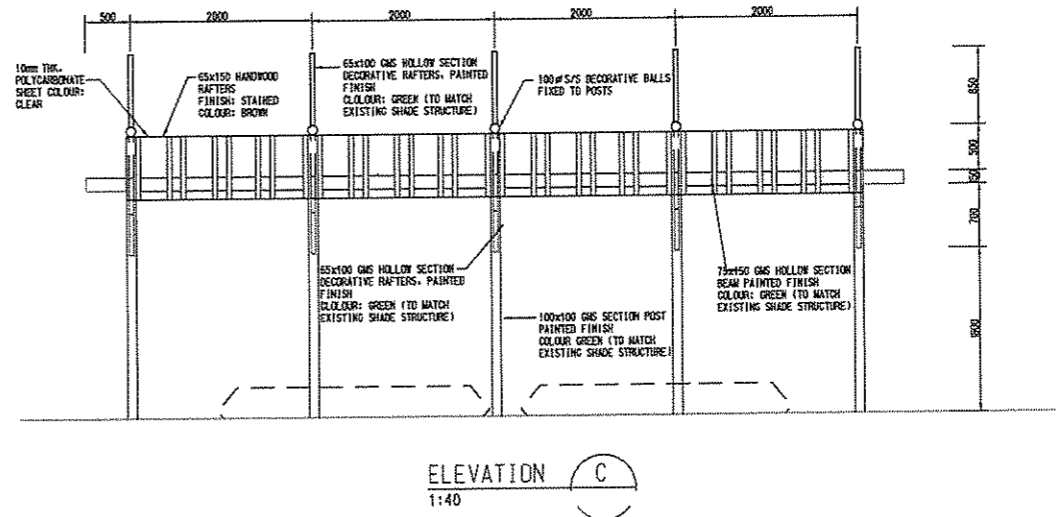 500
2000
2000
2000
2000
10mm THK.
POLYCARBONATE
SHEET COLOUR:
CLEAR
65x150 HANDWOOD
RAFTERS
FINISH: STAINED
COLOUR: BROWN
65x100 GMS HOLLOW SECTION
DECORATIVE RAFTERS, PAINTED
FINISH
CLOLOUR: GREEN (TO MATCH
EXISTING SHADE STRUCTURE)
100ø S/S DECORATIVE BALLS
FIXED TO POSTS
850
500
150
700
1800
65x100 GMS HOLLOW SECTION
DECORATIVE RAFTERS, PAINTED
FINISH
CLOLOUR: GREEN (TO MATCH
EXISTING SHADE STRUCTURE)
100x100 GMS SECTION POST
PAINTED FINISH
COLOUR GREEN (TO MATCH
EXISTING SHADE STRUCTURE)
75x150 GMS HOLLOW SECTION
BEAM PAINTED FINISH
COLOUR: GREEN (TO MATCH
EXISTING SHADE STRUCTURE)
ELEVATION C
1:40